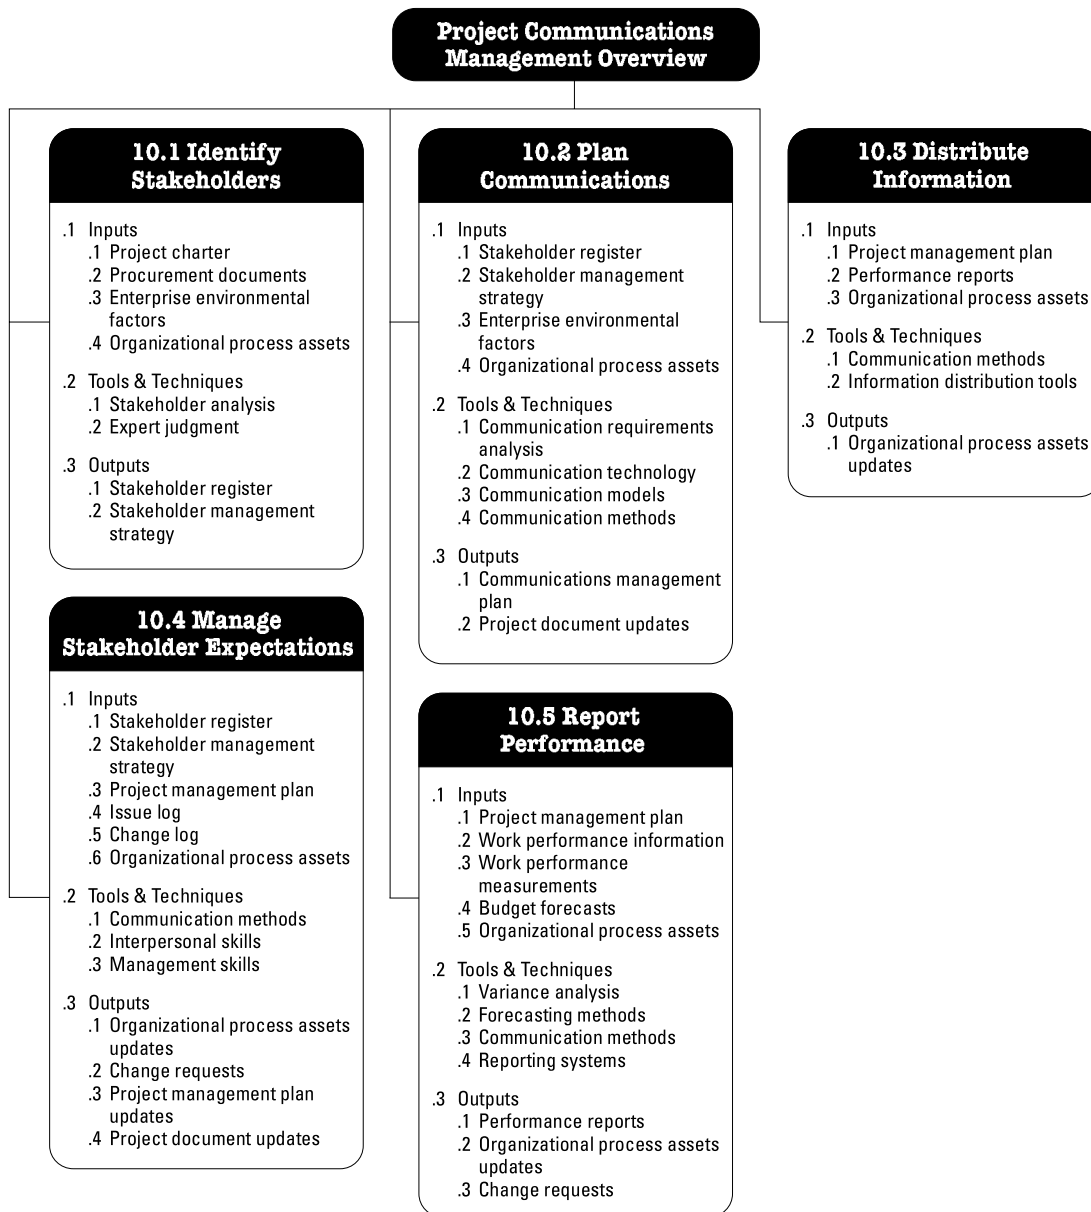 Project Communications
Management Overview
10.1 Identify
Stakeholders
.1 Inputs
.1 Project charter
.2 Procurement documents
.3 Enterprise environmental
factors
.4 Organizational process assets
.2 Tools & Techniques
.1 Stakeholder analysis
.2 Expert judgment
.3 Outputs
.1 Stakeholder register
.2 Stakeholder management
strategy
10.2 Plan
Communications
.1 Inputs
.1 Stakeholder register
.2 Stakeholder management
strategy
.3 Enterprise environmental
factors
.4 Organizational process assets
.2 Tools & Techniques
.1 Communication requirements
analysis
.2 Communication technology
.3 Communication models
.4 Communication methods
.3 Outputs
.1 Communications management
plan
.2 Project document updates
10.3 Distribute
Information
.1 Inputs
.1 Project management plan
.2 Performance reports
.3 Organizational process assets
.2 Tools & Techniques
.1 Communication methods
.2 Information distribution tools
.3 Outputs
.1 Organizational process assets
updates
10.4 Manage
Stakeholder Expectations
.1 Inputs
.1 Stakeholder register
.2 Stakeholder management
strategy
.3 Project management plan
.4 Issue log
.5 Change log
.6 Organizational process assets
.2 Tools & Techniques
.1 Communication methods
.2 Interpersonal skills
.3 Management skills
.3 Outputs
.1 Organizational process assets
updates
.2 Change requests
.3 Project management plan
updates
.4 Project document updates
10.5 Report
Performance
.1 Inputs
.1 Project management plan
.2 Work performance information
.3 Work performance
measurements
.4 Budget forecasts
.5 Organizational process assets
.2 Tools & Techniques
.1 Variance analysis
.2 Forecasting methods
.3 Communication methods
.4 Reporting systems
.3 Outputs
.1 Performance reports
.2 Organizational process assets
updates
.3 Change requests